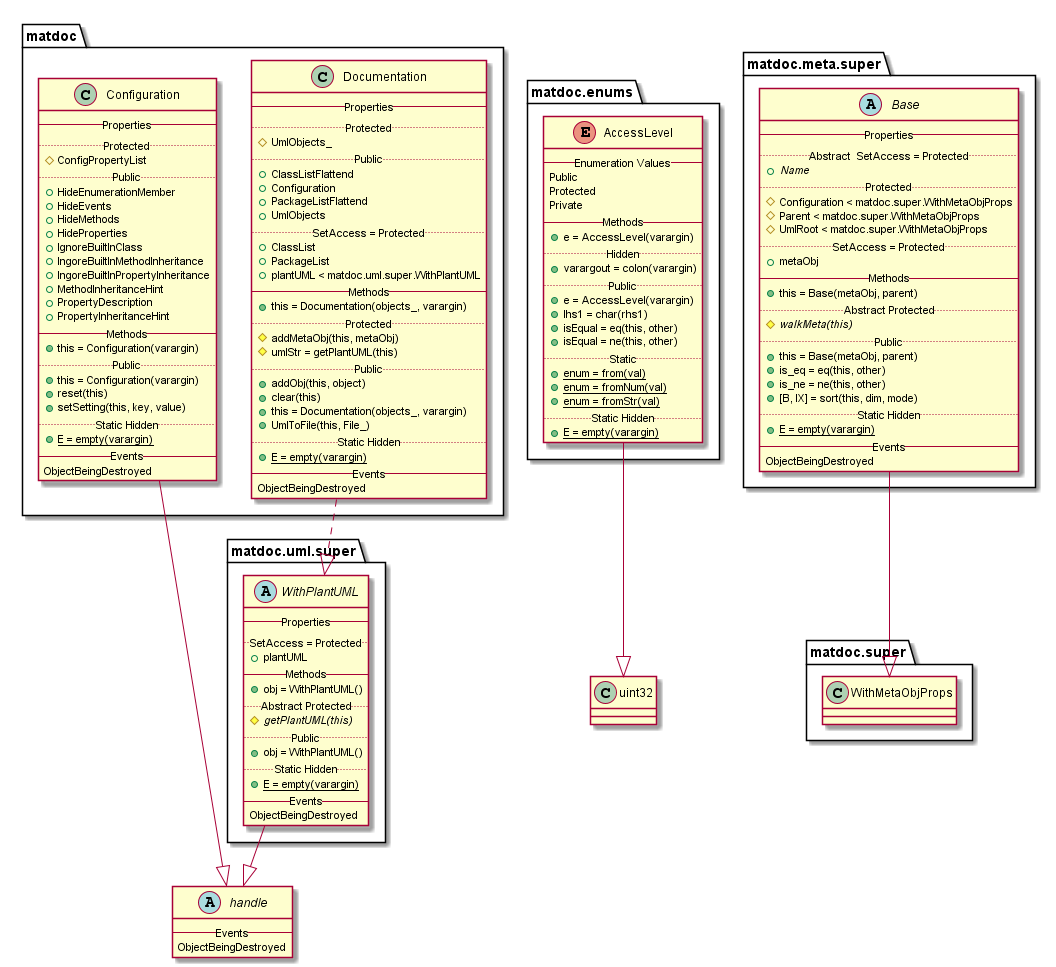 matdoc
C Configuration
Properties
Protected
ConfigPropertyList
Public
HideEnumerationMember
HideEvents
HideMethods
HideProperties
IgnoreBuiltInClass
IngoreBuiltInMethodInheritance
IngoreBuiltInPropertyInheritance
MethodInheritanceHint
PropertyDescription
PropertyInheritanceHint
Methods
this = Configuration(varargin)
Public
this = Configuration(varargin)
reset(this)
setSetting(this, key, value)
Static Hidden
E = empty(varargin)
Events
ObjectBeingDestroyed
C Documentation
Properties
Protected
UmlObjects_
Public
ClassListFlattend
Configuration
PackageListFlattend
UmlObjects
SetAccess = Protected
ClassList
PackageList
plantUML < matdoc.uml.super.WithPlantUML
Methods
this = Documentation(objects_, varargin)
Protected
addMetaObj(this, metaObj)
umlStr = getPlantUML(this)
Public
addObj(this, object)
clear(this)
this = Documentation(objects_, varargin)
UmlToFile(this, File_)
Static Hidden
E = empty(varargin)
Events
ObjectBeingDestroyed
matdoc.enums
E AccessLevel
Enumeration Values
Public
Protected
Private
Methods
e = AccessLevel(varargin)
Hidden
varargout = colon(varargin)
Public
e = AccessLevel(varargin)
lhs1 = char(rhs1)
isEqual = eq(this, other)
isEqual = ne(this, other)
Static
enum = from(val)
enum = fromNum(val)
enum = fromStr(val)
Static Hidden
E = empty(varargin)
matdoc.meta.super
A Base
Properties
Abstract SetAccess = Protected
Name
Protected
Configuration < matdoc.super.WithMetaObjProps
Parent < matdoc.super.WithMetaObjProps
UmlRoot < matdoc.super.WithMetaObjProps
SetAccess = Protected
metaObj
Methods
this = Base(metaObj, parent)
Abstract Protected
walkMeta(this)
Public
this = Base(metaObj, parent)
is_eq = eq(this, other)
is_ne = ne(this, other)
[B, IX] = sort(this, dim, mode)
Static Hidden
E = empty(varargin)
Events
ObjectBeingDestroyed
matdoc.uml.super
A WithPlantUML
Properties
SetAccess = Protected
plantUML
Methods
obj = WithPlantUML()
Abstract Protected
getPlantUML(this)
Public
obj = WithPlantUML()
Static Hidden
E = empty(varargin)
Events
ObjectBeingDestroyed
C uint32
matdoc.super
C WithMetaObjProps
A handle
Events
ObjectBeingDestroyed